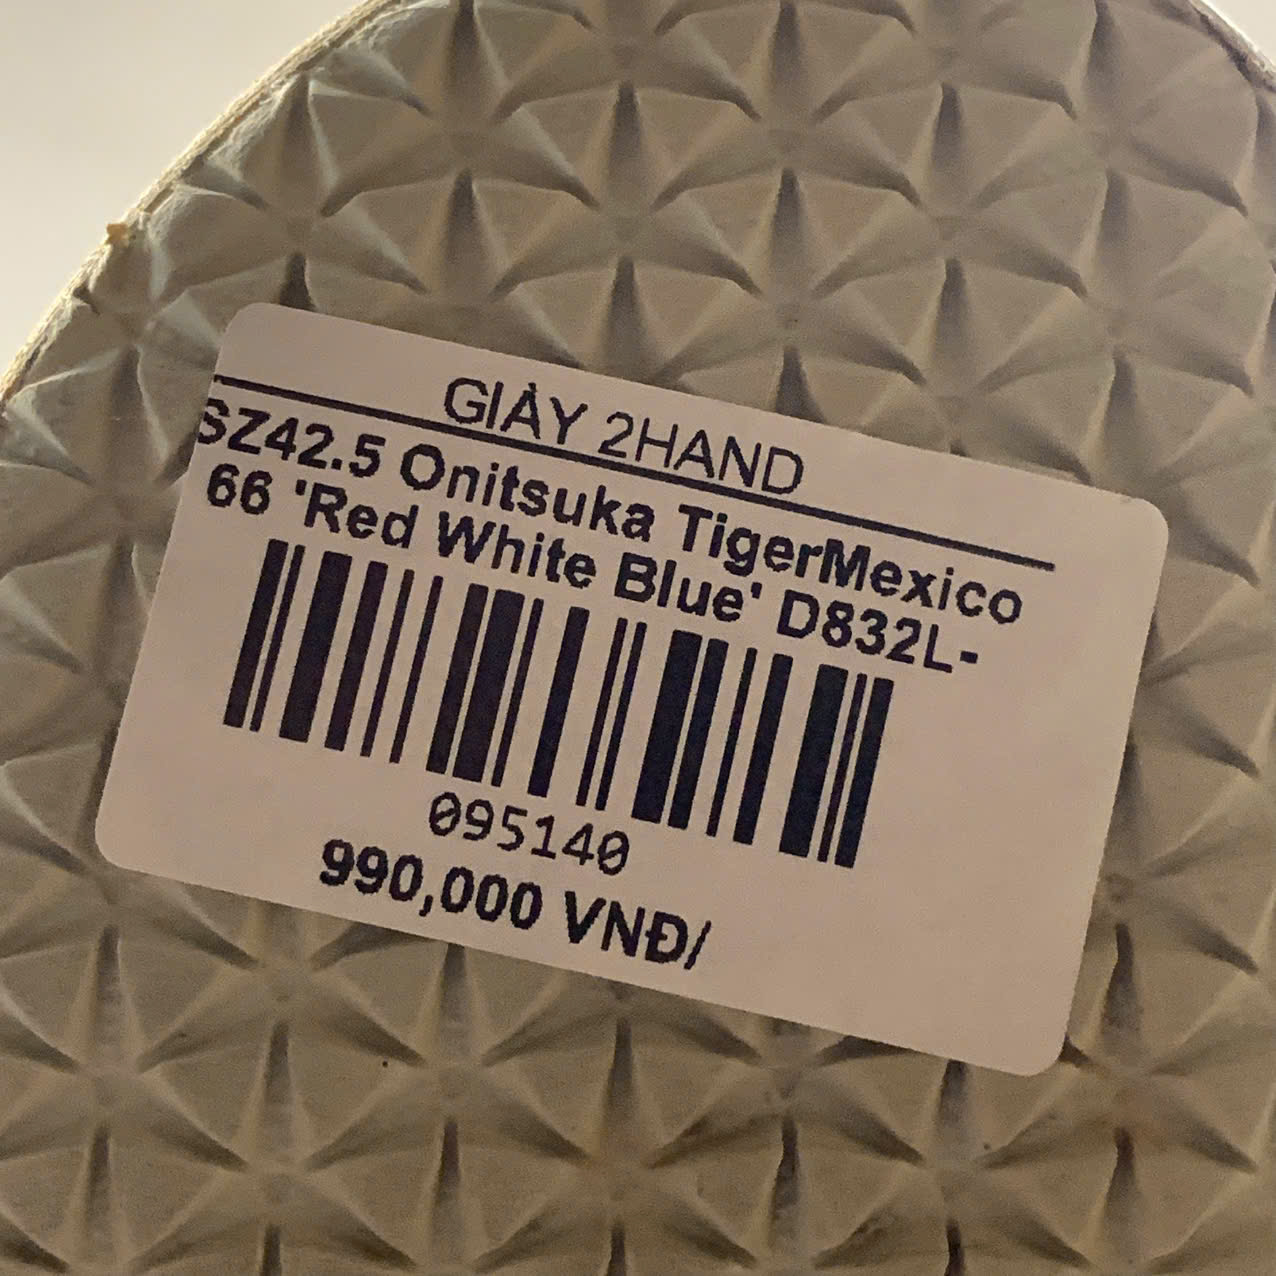 GIÀY 2HAND
SZ42.5 Onitsuka TigerMexico
66 'Red White Blue' D832L-
095140
990,000 VNĐ/